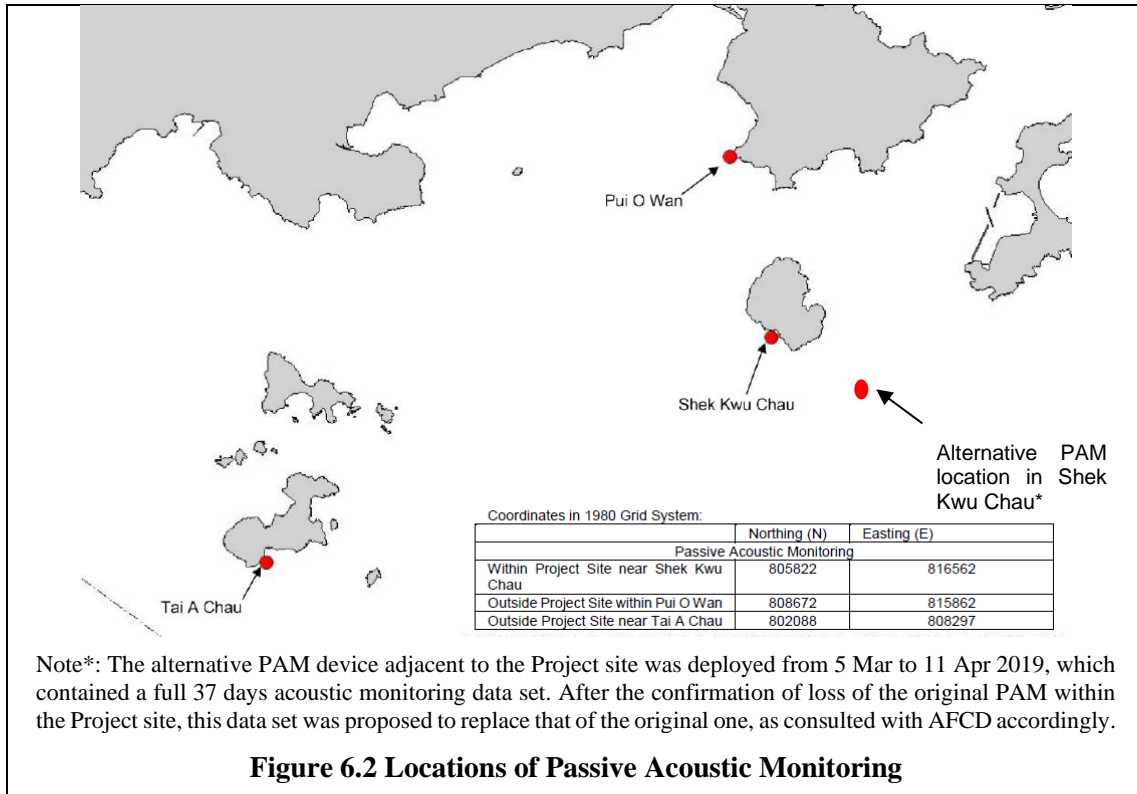 Pui O Wan
Shek Kwu Chau
Alternative PAM
location in Shek
Kwu Chau*
Tai A Chau
Coordinates in 1980 Grid System:
Northing (N) Easting (E)
Passive Acoustic Monitoring
Within Project Site near Shek Kwu
Chau 805822 816562
Outside Project Site within Pui O Wan 808672 815862
Outside Project Site near Tai A Chau 802088 808297
Note*: The alternative PAM device adjacent to the Project site was deployed from 5 Mar to 11 Apr 2019, which
contained a full 37 days acoustic monitoring data set. After the confirmation of loss of the original PAM within
the Project site, this data set was proposed to replace that of the original one, as consulted with AFCD accordingly.
Figure 6.2 Locations of Passive Acoustic Monitoring